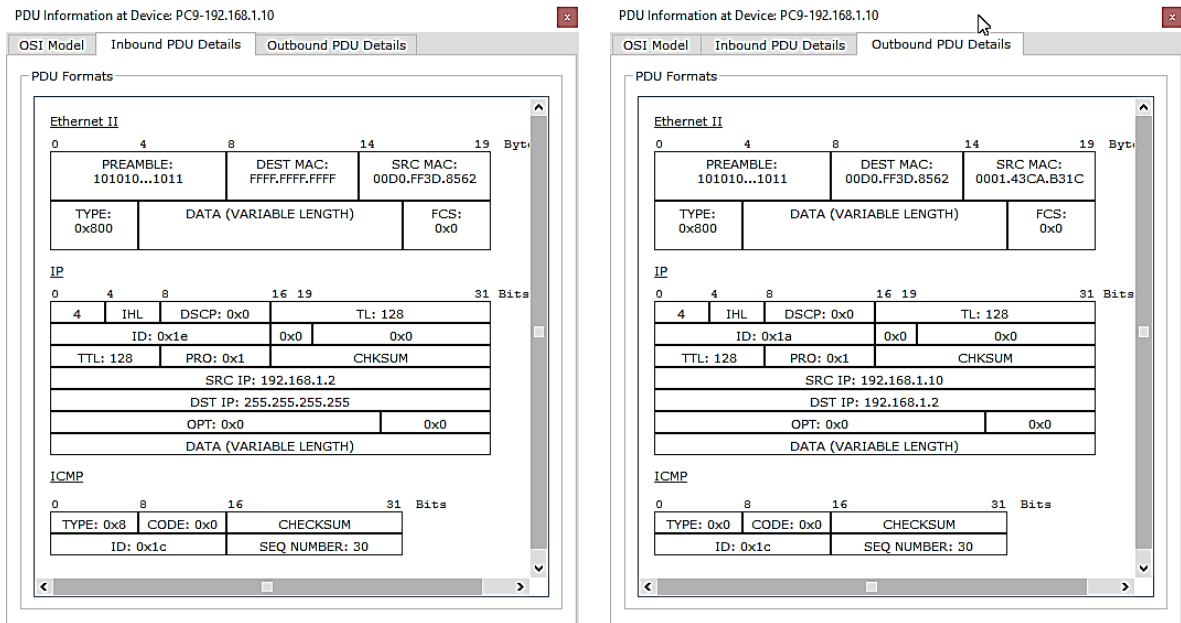 PDU Information at Device: PC9-192.168.1.10
x
OSI Model Inbound PDU Details Outbound PDU Details
PDU Formats
Ethernet II
0 4 8 14 19 Byte
PREAMBLE: DEST MAC: SRC MAC:
101010...1011 FFFF.FFFF.FFFF 00D0.FF3D.8562
TYPE: DATA (VARIABLE LENGTH) FCS:
0x800 0x0
IP
0 4 8 16 19 31 Bits
4 IHL DSCP: 0x0 TL: 128
ID: 0x1e 0x0 0x0
TTL: 128 PRO: 0x1 CHKSUM
SRC IP: 192.168.1.2
DST IP: 255.255.255.255
OPT: 0x0 0x0
DATA (VARIABLE LENGTH)
ICMP
0 8 16 31 Bits
TYPE: 0x8 CODE: 0x0 CHECKSUM
ID: 0x1c SEQ NUMBER: 30
PDU Information at Device: PC9-192.168.1.10
x
OSI Model Inbound PDU Details Outbound PDU Details
PDU Formats
Ethernet II
0 4 8 14 19 Byte
PREAMBLE: DEST MAC: SRC MAC:
101010...1011 00D0.FF3D.8562 0001.43CA.B31C
TYPE: DATA (VARIABLE LENGTH) FCS:
0x800 0x0
IP
0 4 8 16 19 31 Bits
4 IHL DSCP: 0x0 TL: 128
ID: 0x1a 0x0 0x0
TTL: 128 PRO: 0x1 CHKSUM
SRC IP: 192.168.1.10
DST IP: 192.168.1.2
OPT: 0x0 0x0
DATA (VARIABLE LENGTH)
ICMP
0 8 16 31 Bits
TYPE: 0x0 CODE: 0x0 CHECKSUM
ID: 0x1c SEQ NUMBER: 30